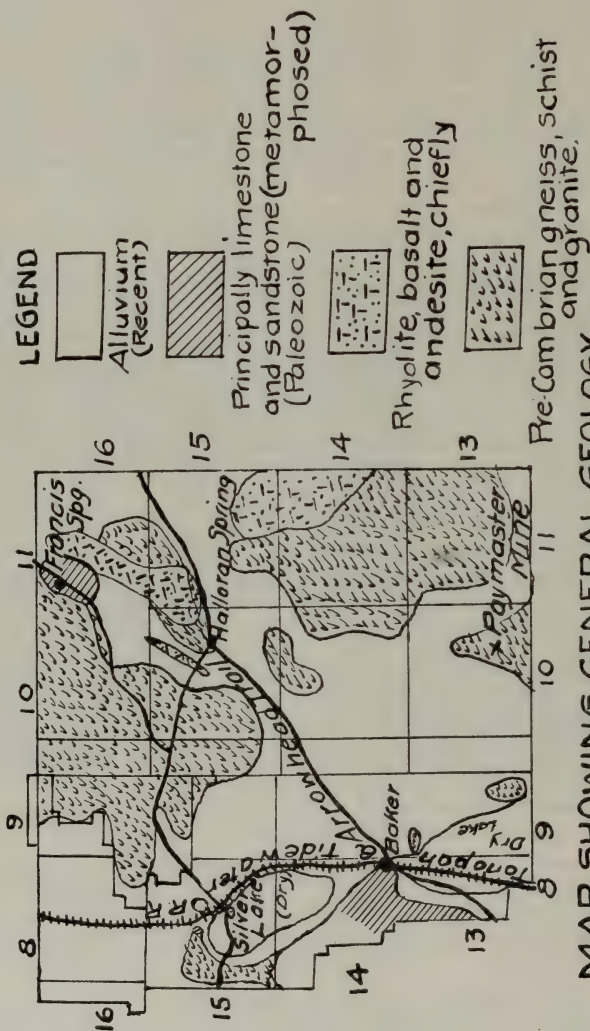 LEGEND
Alluvium
(Recent)
Principally limestone
and sandstone (metamor-
phosed)
(Paleozoic)
Rhyolite, basalt and
andesite, chiefly
Pre-Cambrian gneiss, schist
and granite.
8
9
10
11
16
15
14
13
16
15
14
13
8
9
10
11
Francis
Spg.
Halloran Spring
Arrowhead Trail
Silver
Lake
(Dry)
Tonopah & Tidewater R R
Baker
Dry
Lake
Paymaster
Mine
MAP SHOWING GENERAL GEOLOGY